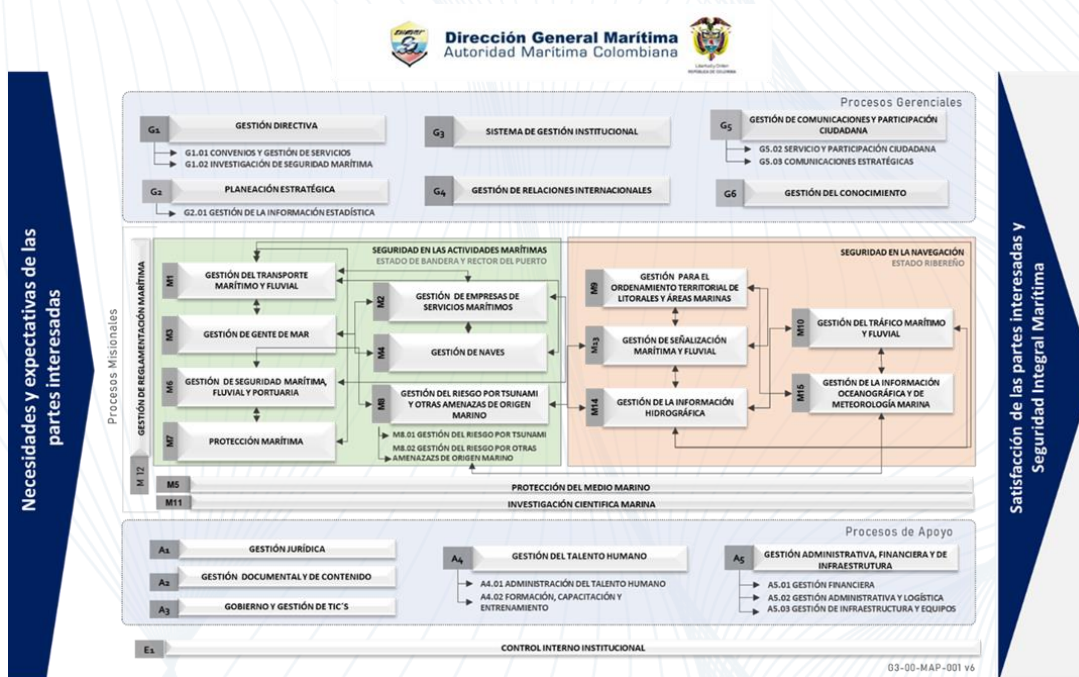 Dirección General Marítima
Autoridad Marítima Colombiana
Libertad y Orden
REPÚBLICA DE COLOMBIA
Necesidades y expectativas de las
partes interesadas
Procesos Gerenciales
G1
GESTIÓN DIRECTIVA
G1.01 CONVENIOS Y GESTIÓN DE SERVICIOS
G1.02 INVESTIGACIÓN DE SEGURIDAD MARÍTIMA
G2
PLANEACIÓN ESTRATÉGICA
G2.01 GESTIÓN DE LA INFORMACIÓN ESTADÍSTICA
G3
SISTEMA DE GESTIÓN INSTITUCIONAL
G4
GESTIÓN DE RELACIONES INTERNACIONALES
G5
GESTIÓN DE COMUNICACIONES Y PARTICIPACIÓN
CIUDADANA
G5.02 SERVICIO Y PARTICIPACIÓN CIUDADANA
G5.03 COMUNICACIONES ESTRATÉGICAS
G6
GESTIÓN DEL CONOCIMIENTO
Procesos Misionales
GESTIÓN DE REGLAMENTACIÓN MARÍTIMA
M 12
SEGURIDAD EN LAS ACTIVIDADES MARÍTIMAS
ESTADO DE BANDERA Y RECTOR DEL PUERTO
M1
GESTIÓN DEL TRANSPORTE
MARÍTIMO Y FLUVIAL
M3
GESTIÓN DE GENTE DE MAR
M6
GESTIÓN DE SEGURIDAD MARÍTIMA,
FLUVIAL Y PORTUARIA
M7
PROTECCIÓN MARÍTIMA
M2
GESTIÓN DE EMPRESAS DE
SERVICIOS MARÍTIMOS
M4
GESTIÓN DE NAVES
M8
GESTIÓN DEL RIESGO POR TSUNAMI
Y OTRAS AMENAZAS DE ORIGEN
MARINO
M8.01 GESTIÓN DEL RIESGO POR TSUNAMI
M8.02 GESTIÓN DEL RIESGO POR OTRAS
AMENAZAZS DE ORIGEN MARINO
SEGURIDAD EN LA NAVEGACIÓN
ESTADO RIBEREÑO
M9
GESTIÓN PARA EL
ORDENAMIENTO TERRITORIAL DE
LITORALES Y ÁREAS MARINAS
M13
GESTIÓN DE SEÑALIZACIÓN
MARÍTIMA Y FLUVIAL
M14
GESTIÓN DE LA INFORMACIÓN
HIDROGRÁFICA
M10
GESTIÓN DEL TRÁFICO MARÍTIMO
Y FLUVIAL
M15
GESTIÓN DE LA INFORMACIÓN
OCEANOGRÁFICA Y DE
METEOROLOGÍA MARINA
M5
PROTECCIÓN DEL MEDIO MARINO
M11
INVESTIGACIÓN CIENTIFICA MARINA
Procesos de Apoyo
A1
GESTIÓN JURÍDICA
A2
GESTIÓN DOCUMENTAL Y DE CONTENIDO
A3
GOBIERNO Y GESTIÓN DE TIC´S
A4
GESTIÓN DEL TALENTO HUMANO
A4.01 ADMINISTRACIÓN DEL TALENTO HUMANO
A4.02 FORMACIÓN, CAPACITACIÓN Y
ENTRENAMIENTO
A5
GESTIÓN ADMINISTRATIVA, FINANCIERA Y DE
INFRAESTRUTURA
A5.01 GESTIÓN FINANCIERA
A5.02 GESTIÓN ADMINISTRATIVA Y LOGÍSTICA
A5.03 GESTIÓN DE INFRAESTRUCTURA Y EQUIPOS
E1
CONTROL INTERNO INSTITUCIONAL
G3-00-MAP-001 v6
Satisfacción de las partes interesadas y
Seguridad Integral Marítima